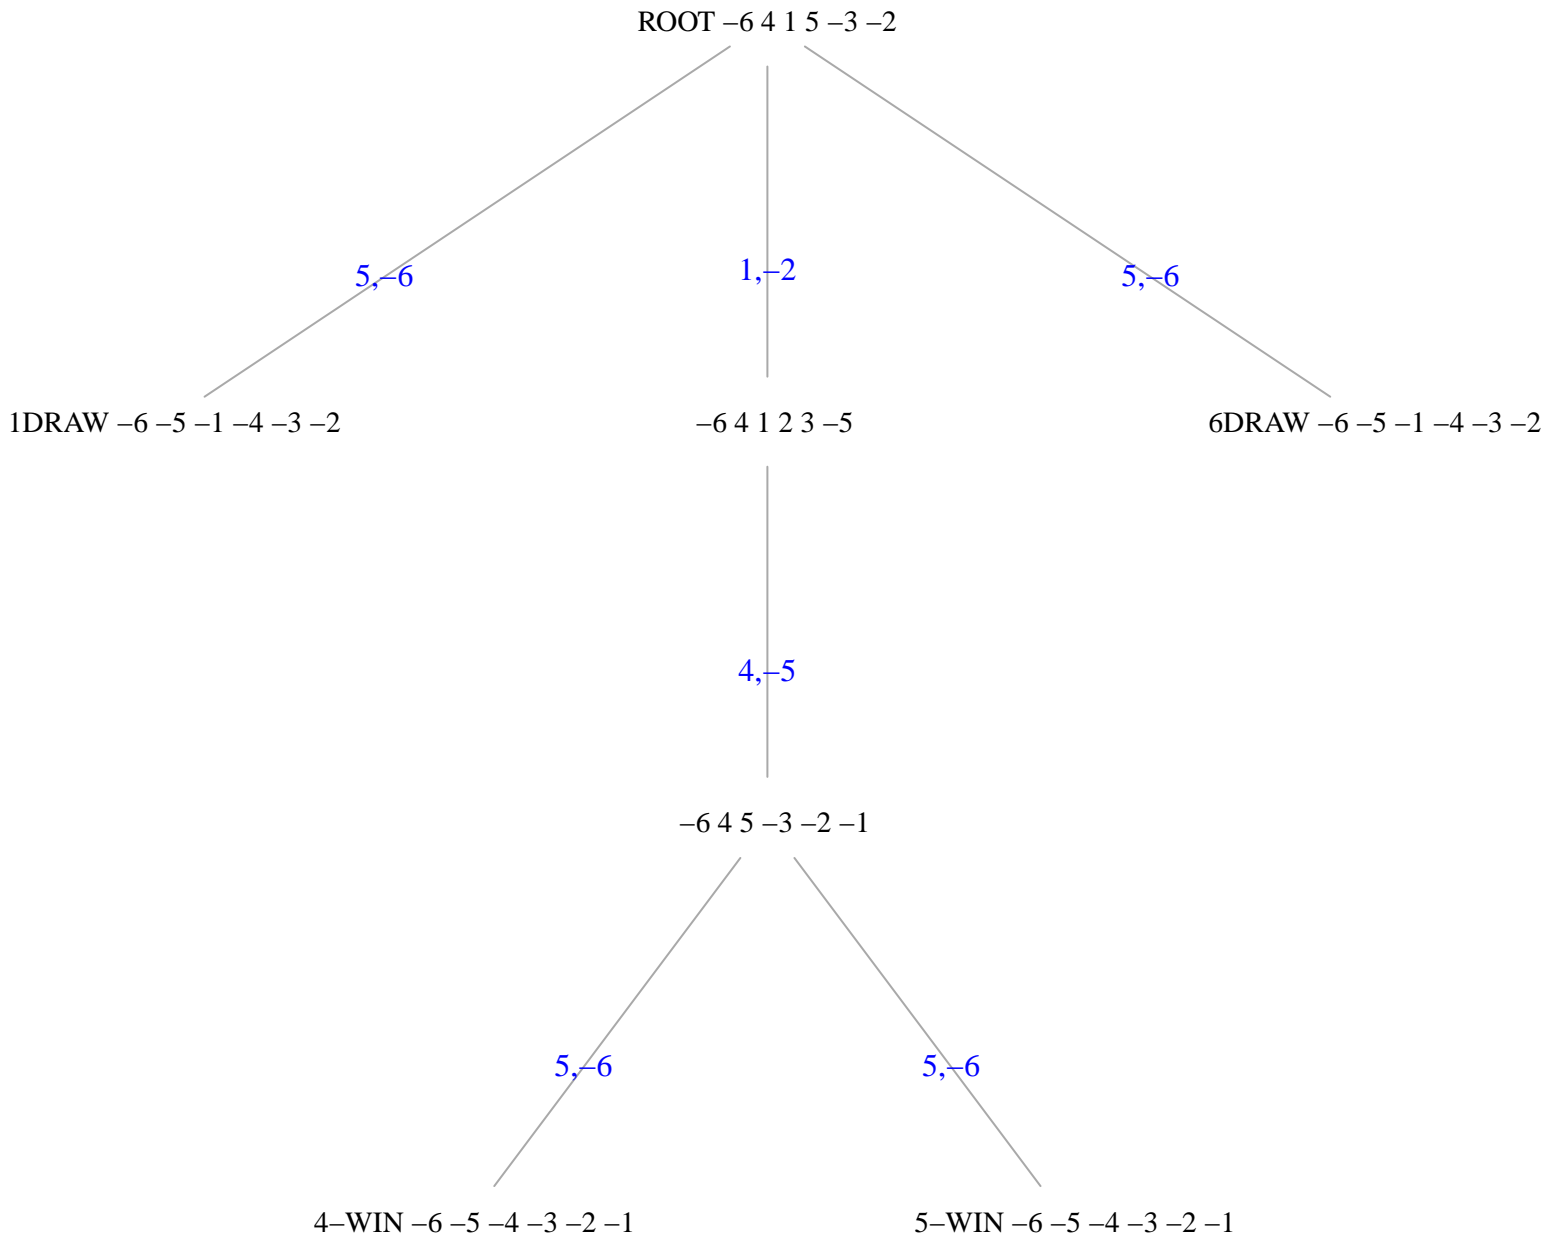 ROOT –6 4 1 5 –3 –2
5,–6
1,–2
5,–6
1DRAW –6 –5 –1 –4 –3 –2
–6 4 1 2 3 –5
6DRAW –6 –5 –1 –4 –3 –2
4,–5
–6 4 5 –3 –2 –1
5,–6
5,–6
4–WIN –6 –5 –4 –3 –2 –1
5–WIN –6 –5 –4 –3 –2 –1